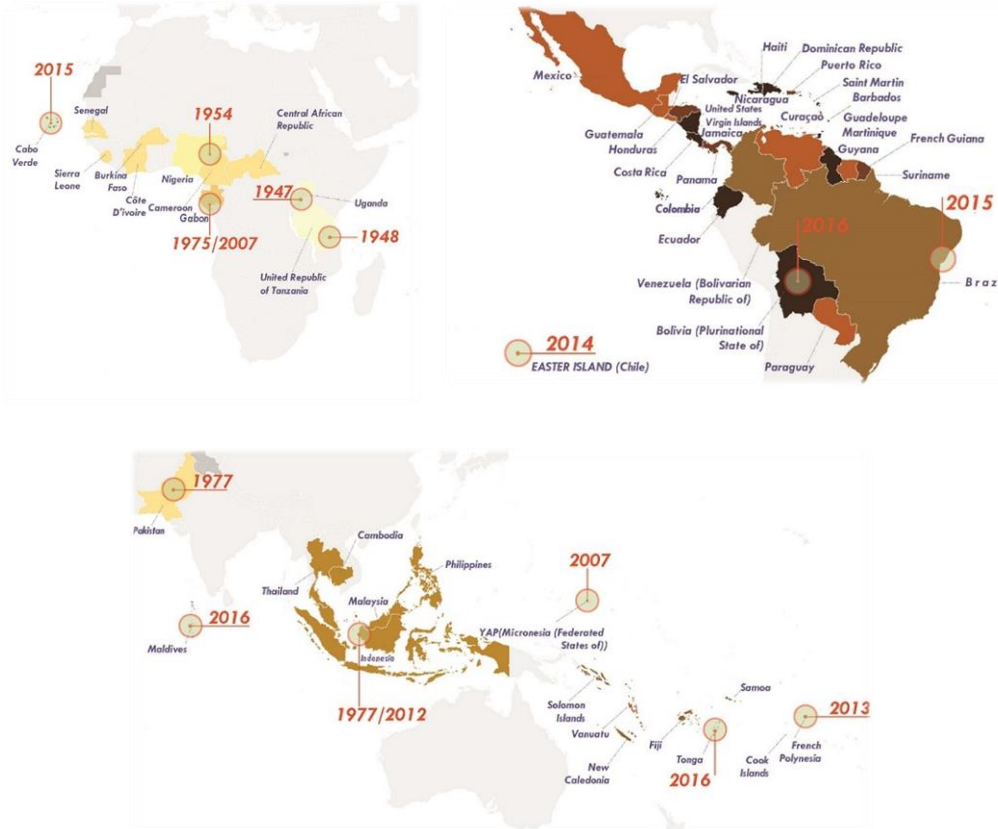 2015
Senegal
Cabo
Verde
Sierra
Leone
Burkina
Faso
Côte
D'ivoire
Nigeria
Cameroon
Gabon
1954
Central African
Republic
1947
Uganda
1975/2007
1948
United Republic
of Tanzania
Mexico
El Salvador
Haiti
Dominican Republic
Puerto Rico
Saint Martin
Barbados
Nicaragua
United States
Virgin Islands
Jamaica
Curaçao
Guadeloupe
Martinique
Guatemala
Honduras
Guyana
French Guiana
Costa Rica
Panama
Suriname
Colombia
Ecuador
2016
2015
Venezuela (Bolivarian
Republic of)
Braz
Bolivia (Plurinational
State of)
Paraguay
2014
EASTER ISLAND (Chile)
1977
Pakistan
Cambodia
Thailand
Philippines
Malaysia
2016
Maldives
Indonesia
1977/2012
2007
YAP(Micronesia (Federated
States of))
Solomon
Islands
Vanuatu
New
Caledonia
Fiji
Samoa
Tonga
2016
Cook
Islands
2013
French
Polynesia